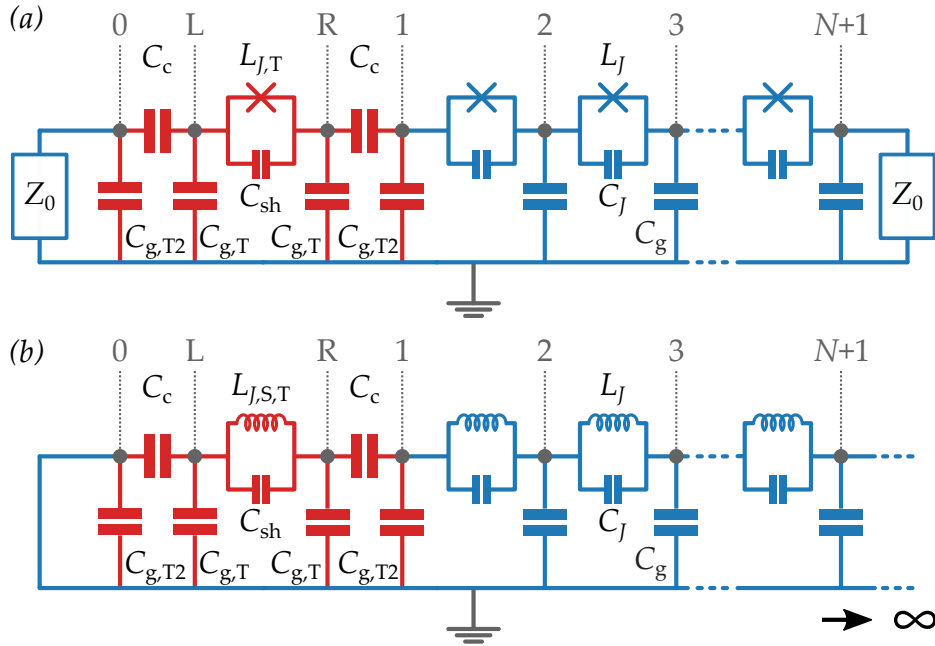 (a) 0 L R 1 2 3 N+1
C_c L_{J,T} C_c L_J
Z_0 C_sh C_J Z_0
C_{g,T2} C_{g,T} C_{g,T} C_{g,T2} C_g
(b) 0 L R 1 2 3 N+1
C_c L_{J,S,T} C_c L_J
C_sh C_J
C_{g,T2} C_{g,T} C_{g,T} C_{g,T2} C_g
→ ∞